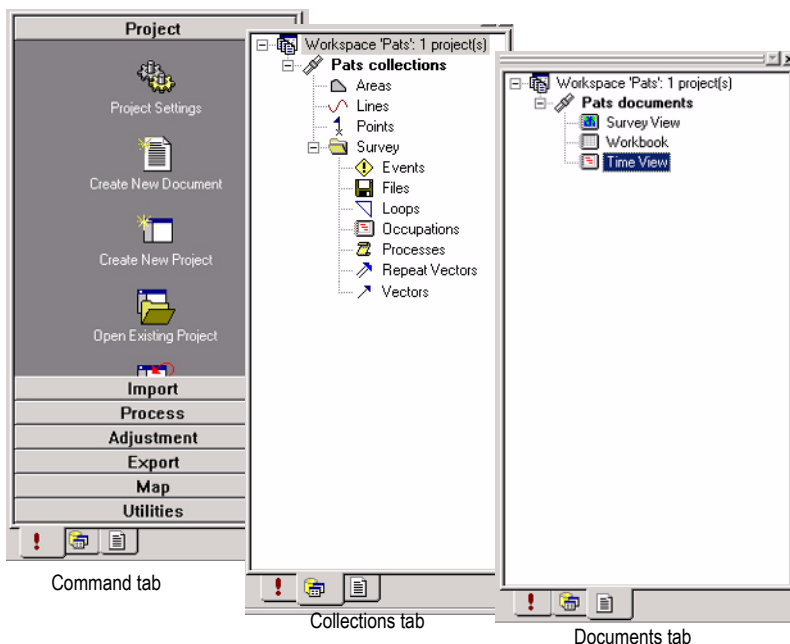 Project
Project Settings
Create New Document
Create New Project
Open Existing Project
Import
Process
Adjustment
Export
Map
Utilities
Command tab
Workspace 'Pats': 1 project(s)
Pats collections
Areas
Lines
Points
Survey
Events
Files
Loops
Occupations
Processes
Repeat Vectors
Vectors
Collections tab
Workspace 'Pats': 1 project(s)
Pats documents
Survey View
Workbook
Time View
Documents tab